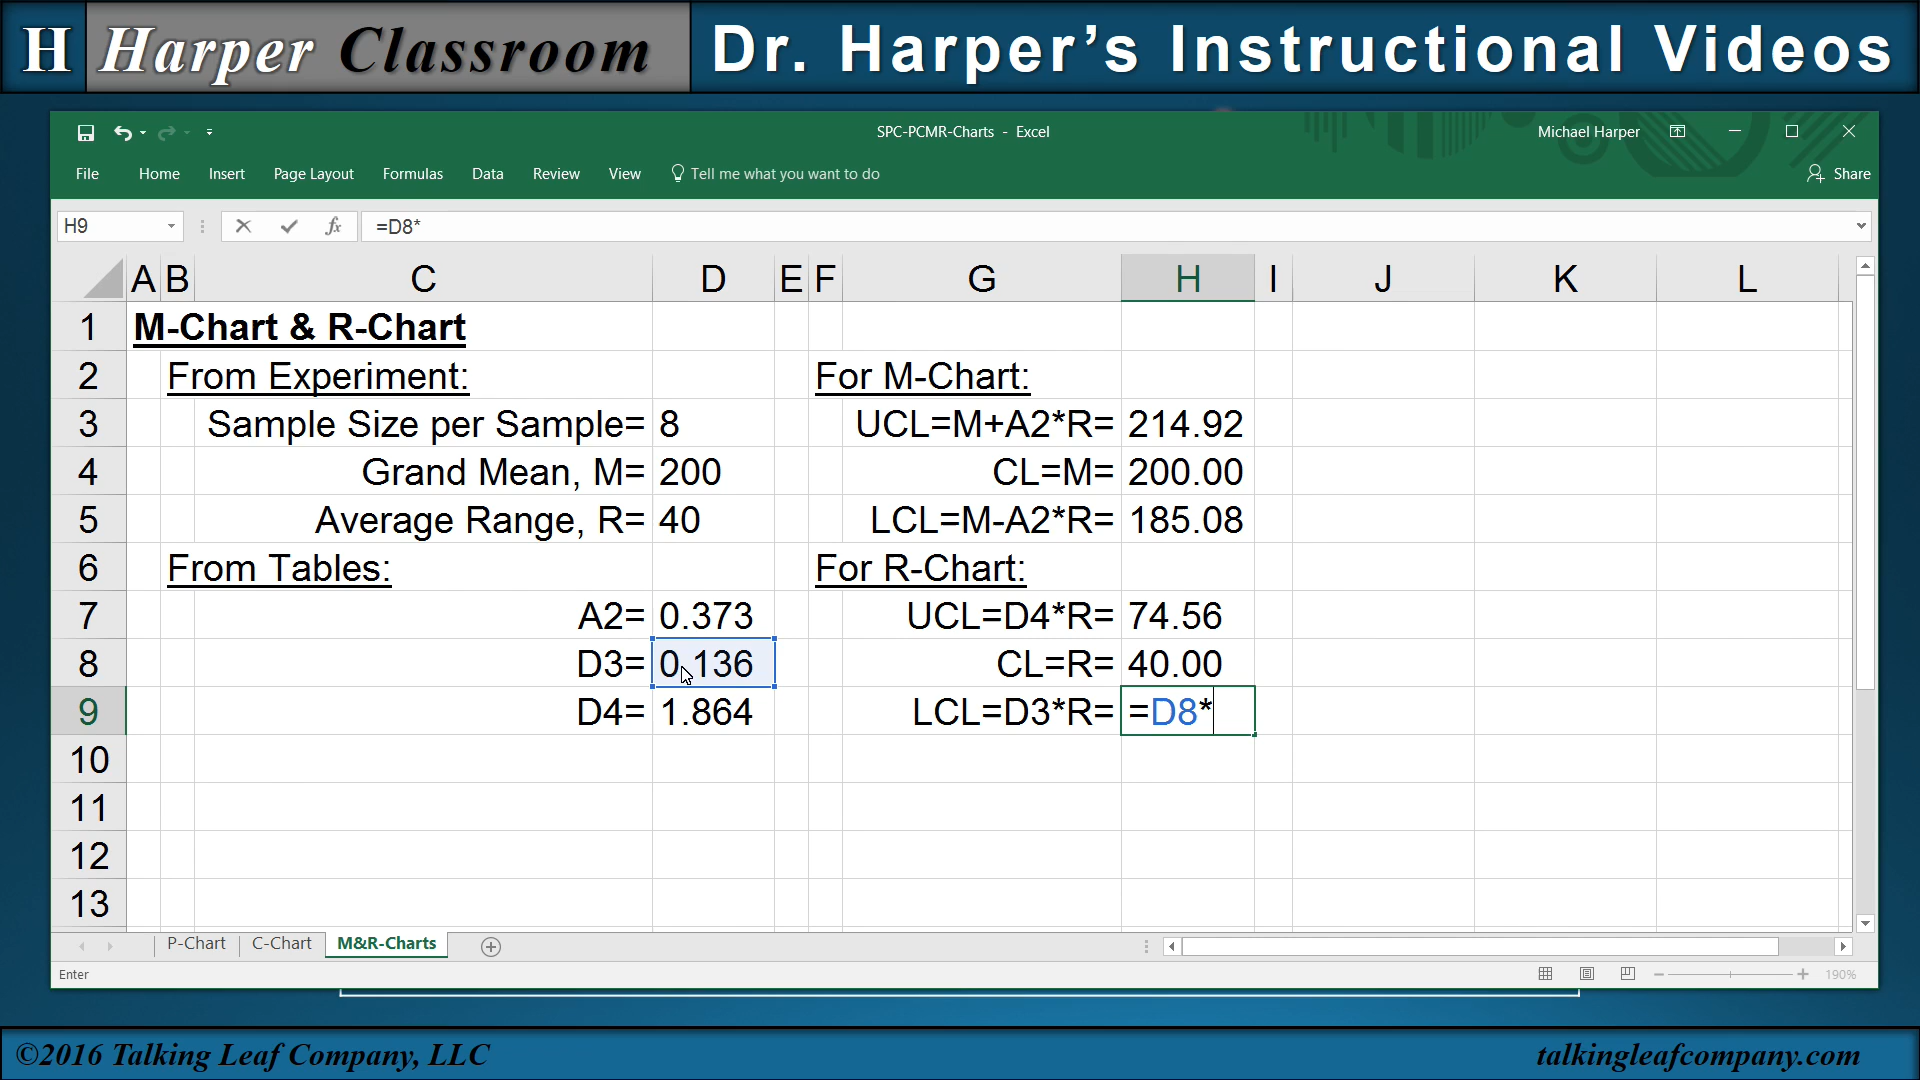 H Harper Classroom Dr. Harper's Instructional Videos
SPC-PCMR-Charts - Excel Michael Harper
File Home Insert Page Layout Formulas Data Review View Tell me what you want to do Share
H9 fx =D8*
A B C D E F G H I J K L
1 M-Chart & R-Chart
2 From Experiment: For M-Chart:
3 Sample Size per Sample= 8 UCL=M+A2*R= 214.92
4 Grand Mean, M= 200 CL=M= 200.00
5 Average Range, R= 40 LCL=M-A2*R= 185.08
6 From Tables: For R-Chart:
7 A2= 0.373 UCL=D4*R= 74.56
8 D3= 0.136 CL=R= 40.00
9 D4= 1.864 LCL=D3*R= =D8*
10
11
12
13
P-Chart C-Chart M&R-Charts
Enter 190%
©2016 Talking Leaf Company, LLC talkingleafcompany.com